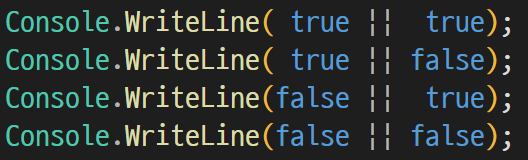 Console.WriteLine( true ||  true);
Console.WriteLine( true || false);
Console.WriteLine(false ||  true);
Console.WriteLine(false || false);